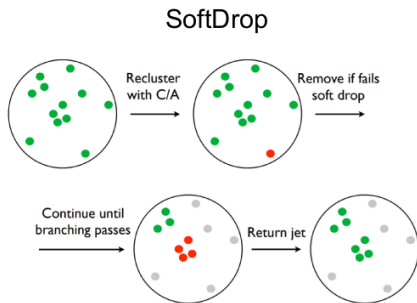 SoftDrop
Recluster
with C/A
Remove if fails
soft drop
Continue until
branching passes
Return jet